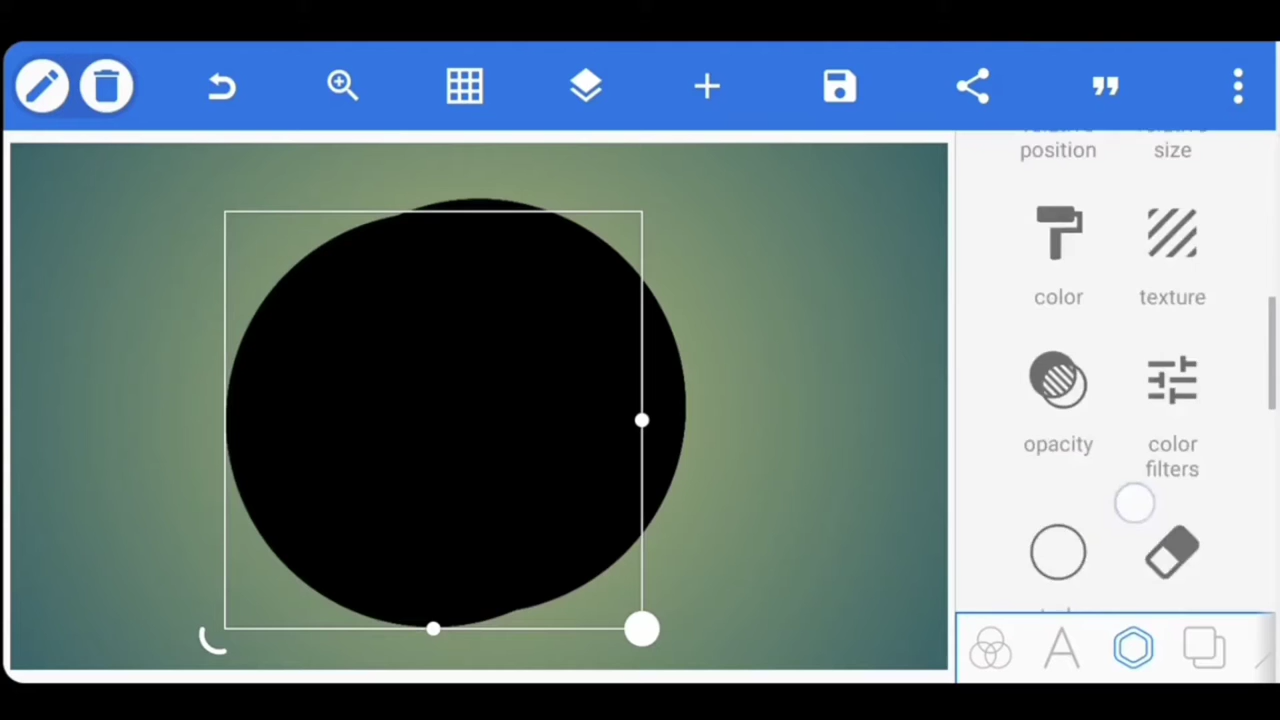 position
size
color
texture
opacity
color
filters